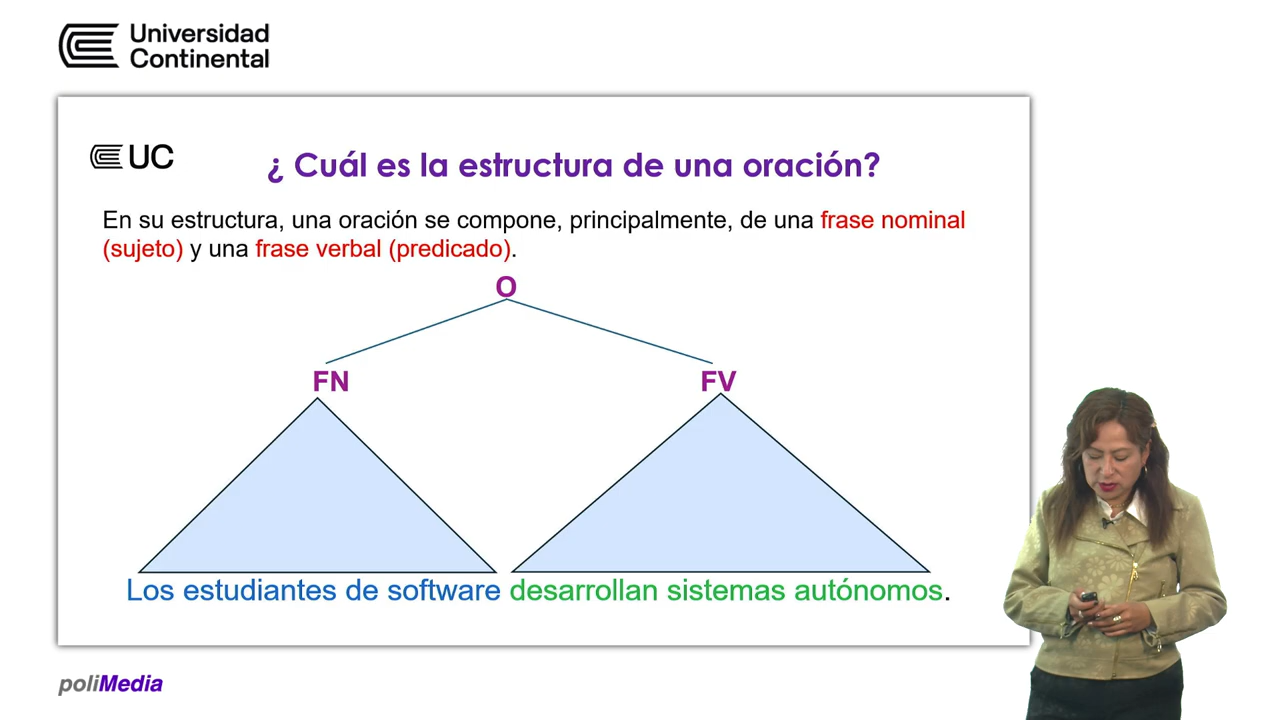 Universidad
Continental
UC
¿ Cuál es la estructura de una oración?
En su estructura, una oración se compone, principalmente, de una frase nominal
(sujeto) y una frase verbal (predicado).
O
FN FV
Los estudiantes de software desarrollan sistemas autónomos.
poliMedia